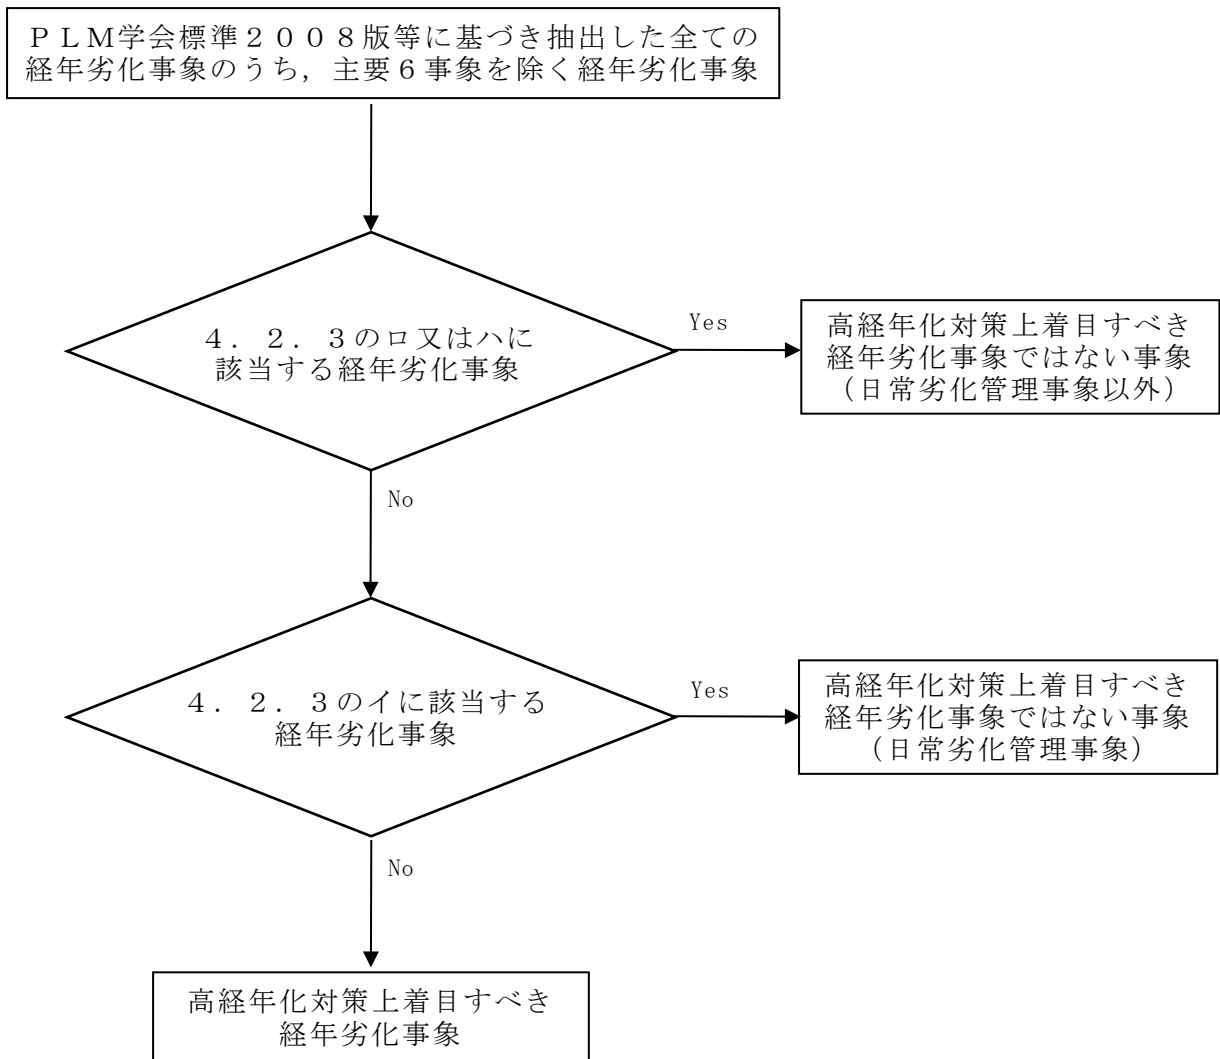 ＰＬＭ学会標準２００８版等に基づき抽出した全ての
経年劣化事象のうち，主要６事象を除く経年劣化事象
４．２．３のロ又はハに
該当する経年劣化事象
Yes
高経年化対策上着目すべき
経年劣化事象ではない事象
（日常劣化管理事象以外）
No
４．２．３のイに該当する
経年劣化事象
Yes
高経年化対策上着目すべき
経年劣化事象ではない事象
（日常劣化管理事象）
No
高経年化対策上着目すべき
経年劣化事象